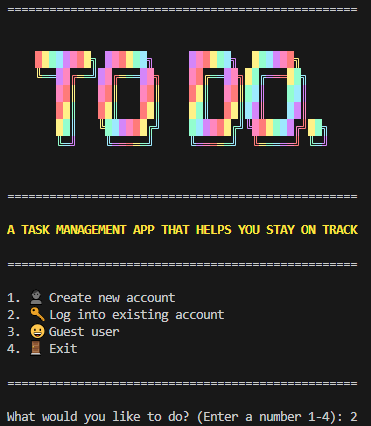 ==================================================
TO DO.
==================================================
A TASK MANAGEMENT APP THAT HELPS YOU STAY ON TRACK
==================================================
1. 👤 Create new account
2. 🔑 Log into existing account
3. 😀 Guest user
4. 🚪 Exit
==================================================
What would you like to do? (Enter a number 1-4): 2